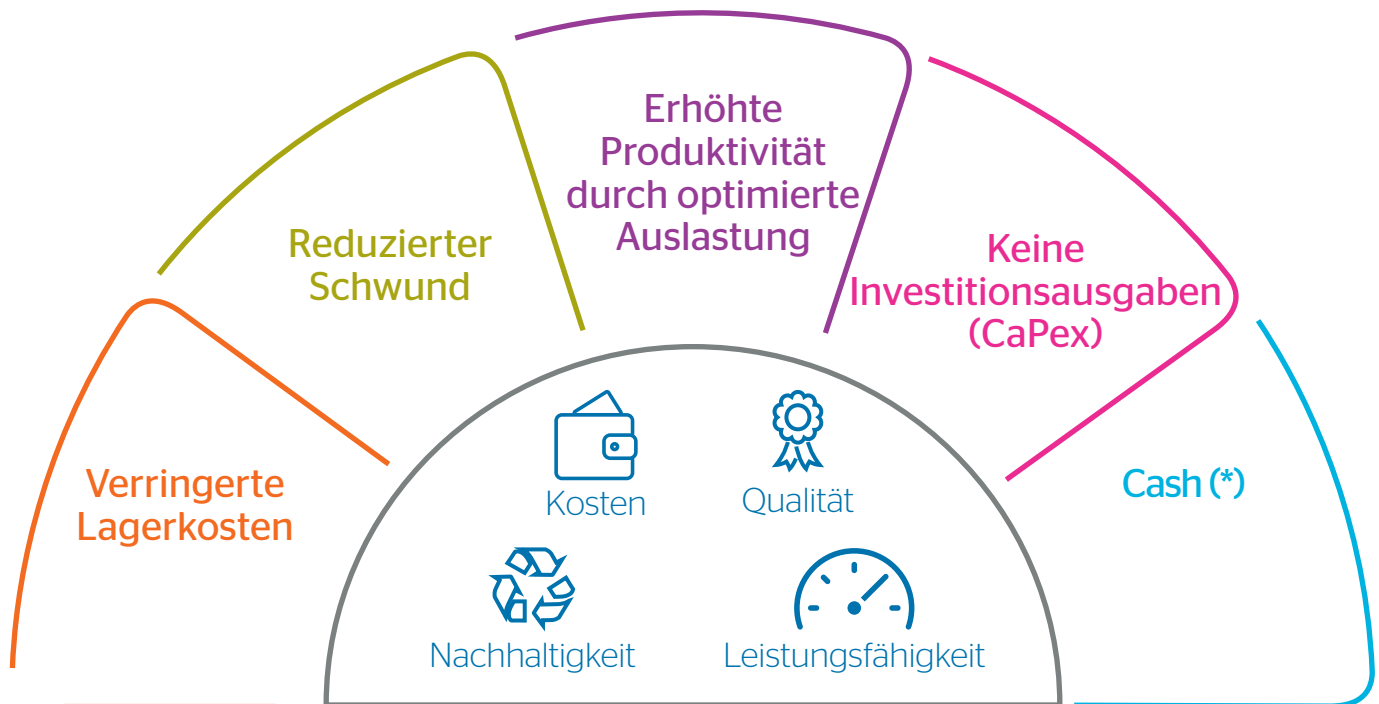 Verringerte
Lagerkosten
Reduzierter
Schwund
Erhöhte
Produktivität
durch optimierte
Auslastung
Keine
Investitionsausgaben
(CaPex)
Cash (*)
Kosten
Qualität
Nachhaltigkeit
Leistungsfähigkeit